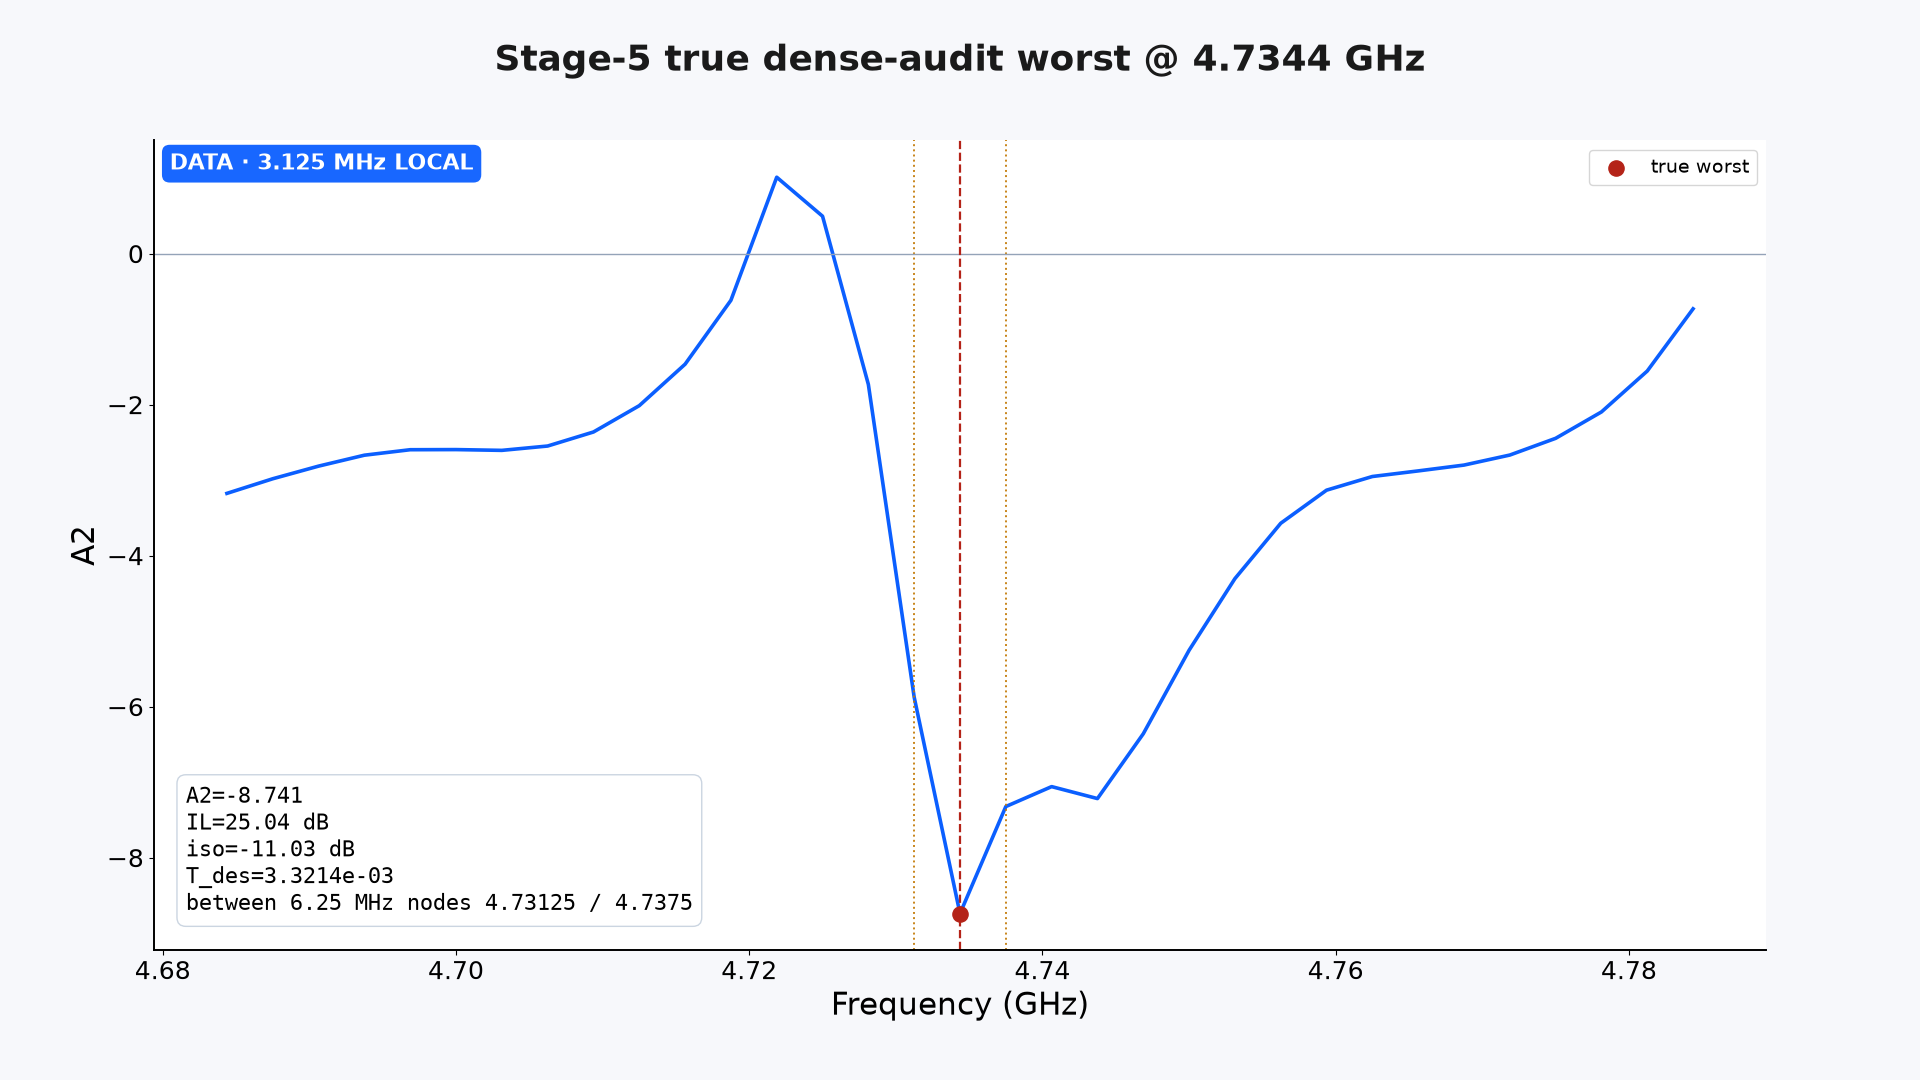 Stage-5 true dense-audit worst @ 4.7344 GHz
DATA · 3.125 MHz LOCAL
true worst
0
−2
−4
−6
−8
A2
A2=-8.741
IL=25.04 dB
iso=-11.03 dB
T_des=3.3214e-03
between 6.25 MHz nodes 4.73125 / 4.7375
4.68 4.70 4.72 4.74 4.76 4.78
Frequency (GHz)